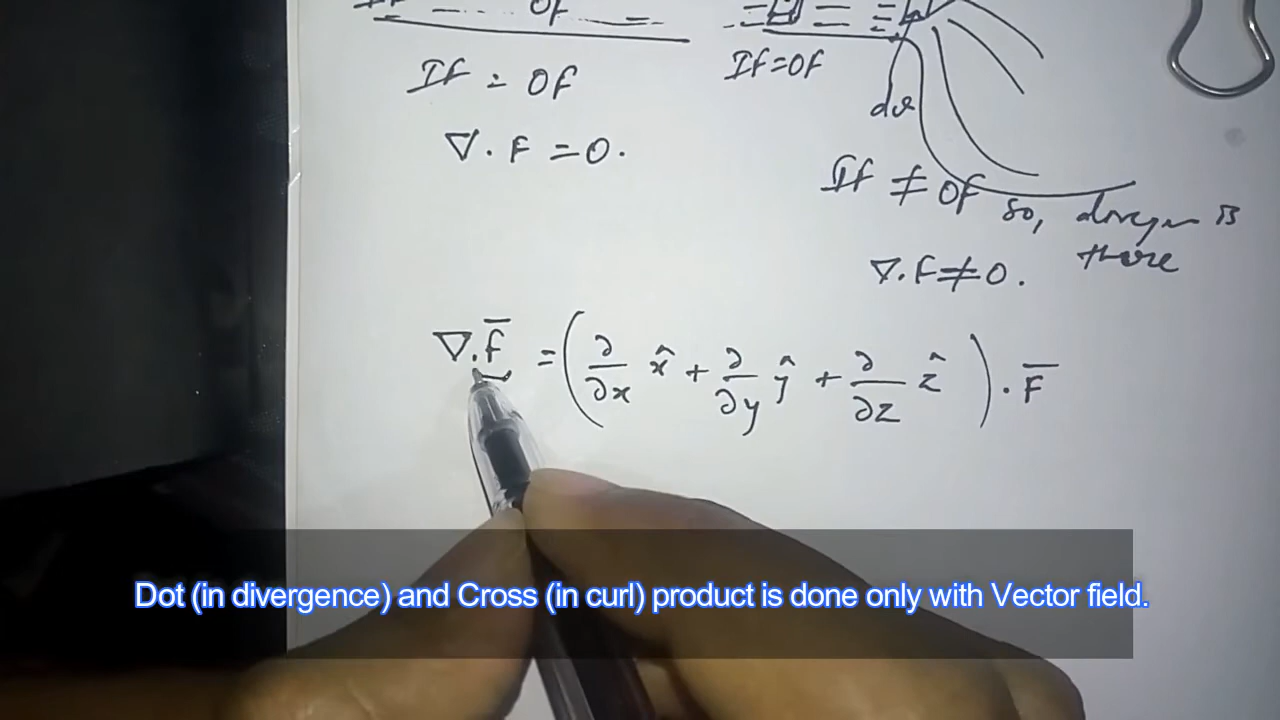 If = OF
If = OF
∇. F = 0.
dv
If ≠ OF so, is
there
∇. F ≠ 0.
∇. f̅ = ( ∂/∂x x̂ + ∂/∂y ŷ + ∂/∂z ẑ ) . F̅
Dot (in divergence) and Cross (in curl) product is done only with Vector field.